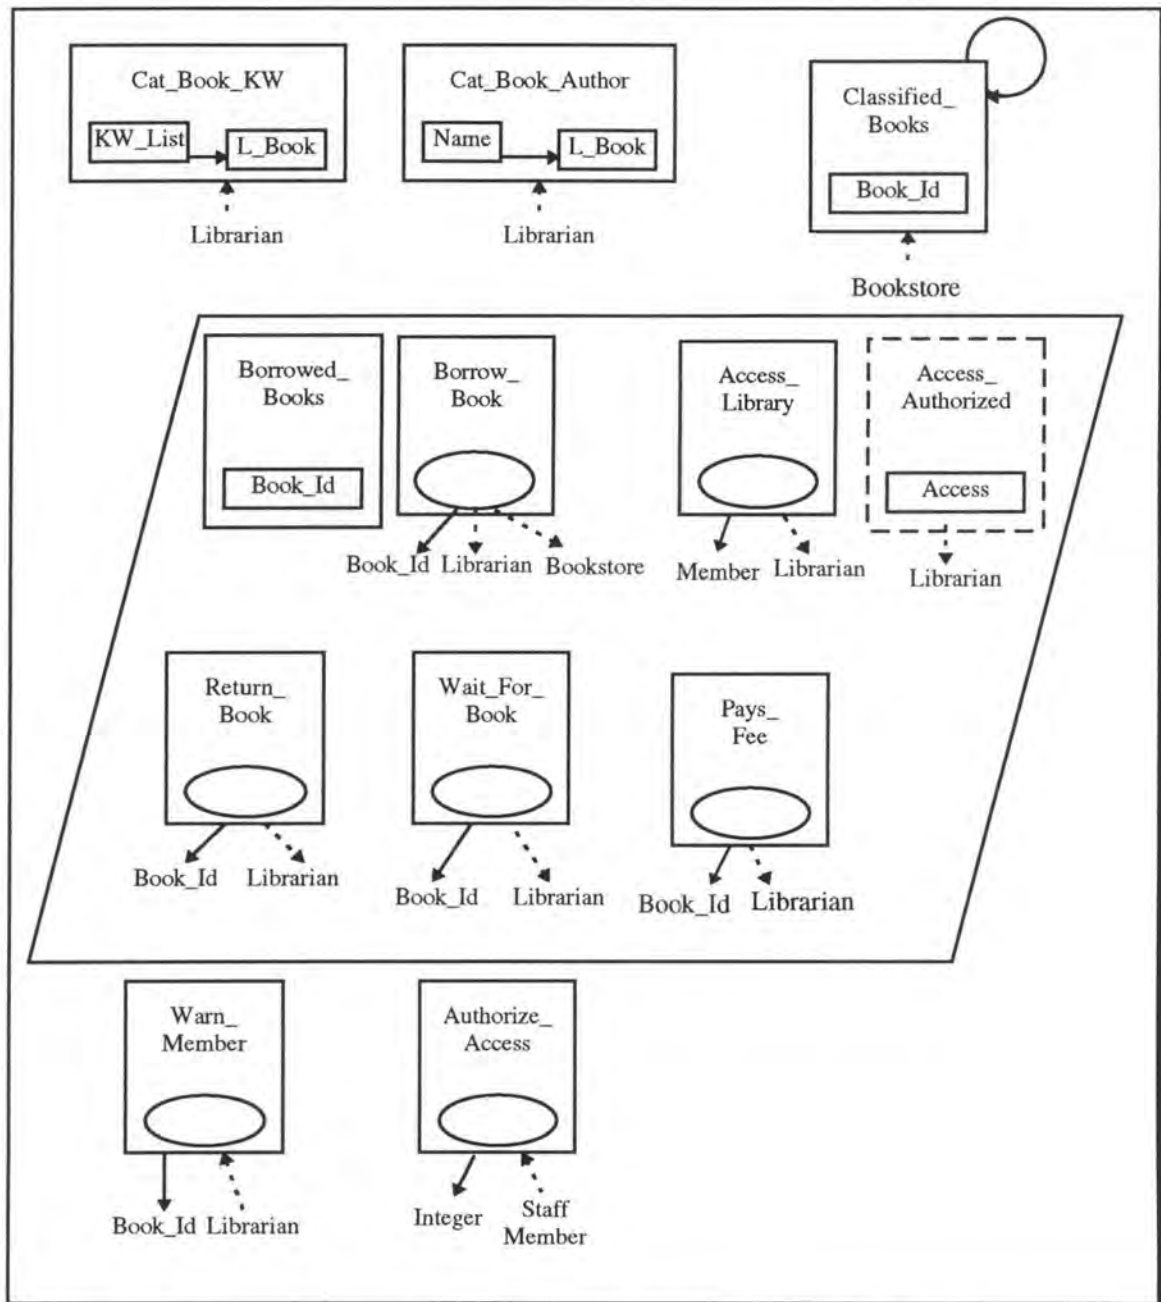 Cat_Book_KW
KW_List
L_Book
Librarian
Cat_Book_Author
Name
L_Book
Librarian
Classified_
Books
Book_Id
Bookstore
Borrowed_
Books
Book_Id
Borrow_
Book
Book_Id Librarian Bookstore
Access_
Library
Member Librarian
Access_
Authorized
Access
Librarian
Return_
Book
Book_Id Librarian
Wait_For_
Book
Book_Id Librarian
Pays_
Fee
Book_Id Librarian
Warn_
Member
Book_Id Librarian
Authorize_
Access
Integer
Staff
Member